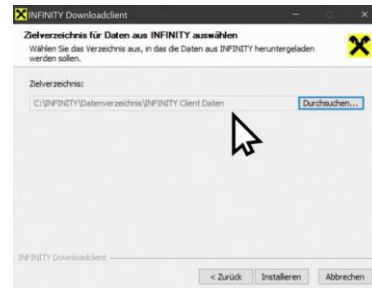 INFINITY Downloadclient
Zielverzeichnis für Daten aus INFINITY auswählen
Wählen Sie das Verzeichnis aus, in das die Daten aus INFINITY heruntergeladen
werden sollen.
Zielverzeichnis:
C:\INFINITY\Datenverzeichnis\INFINITY Client Daten
Durchsuchen...
INFINITY Downloadclient
< Zurück
Installieren
Abbrechen